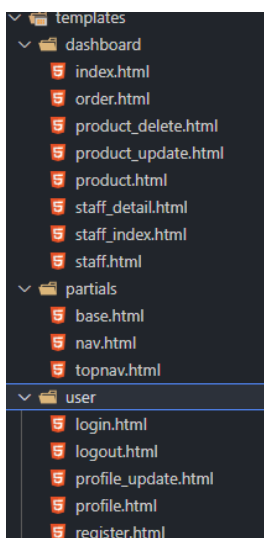 templates
dashboard
index.html
order.html
product_delete.html
product_update.html
product.html
staff_detail.html
staff_index.html
staff.html
partials
base.html
nav.html
topnav.html
user
login.html
logout.html
profile_update.html
profile.html
register.html